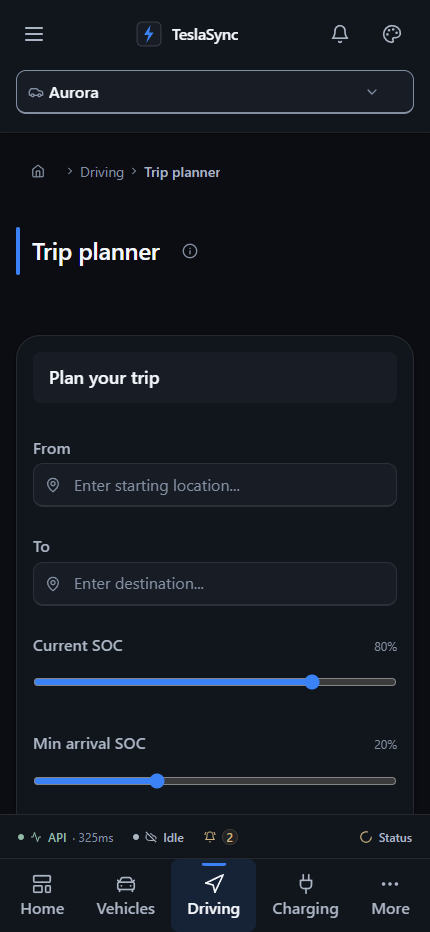 TeslaSync
Aurora
Driving
Trip planner
Trip planner
Plan your trip
From
Enter starting location...
To
Enter destination...
Current SOC 80%
Min arrival SOC 20%
API · 325ms Idle 2 Status
Home Vehicles Driving Charging More